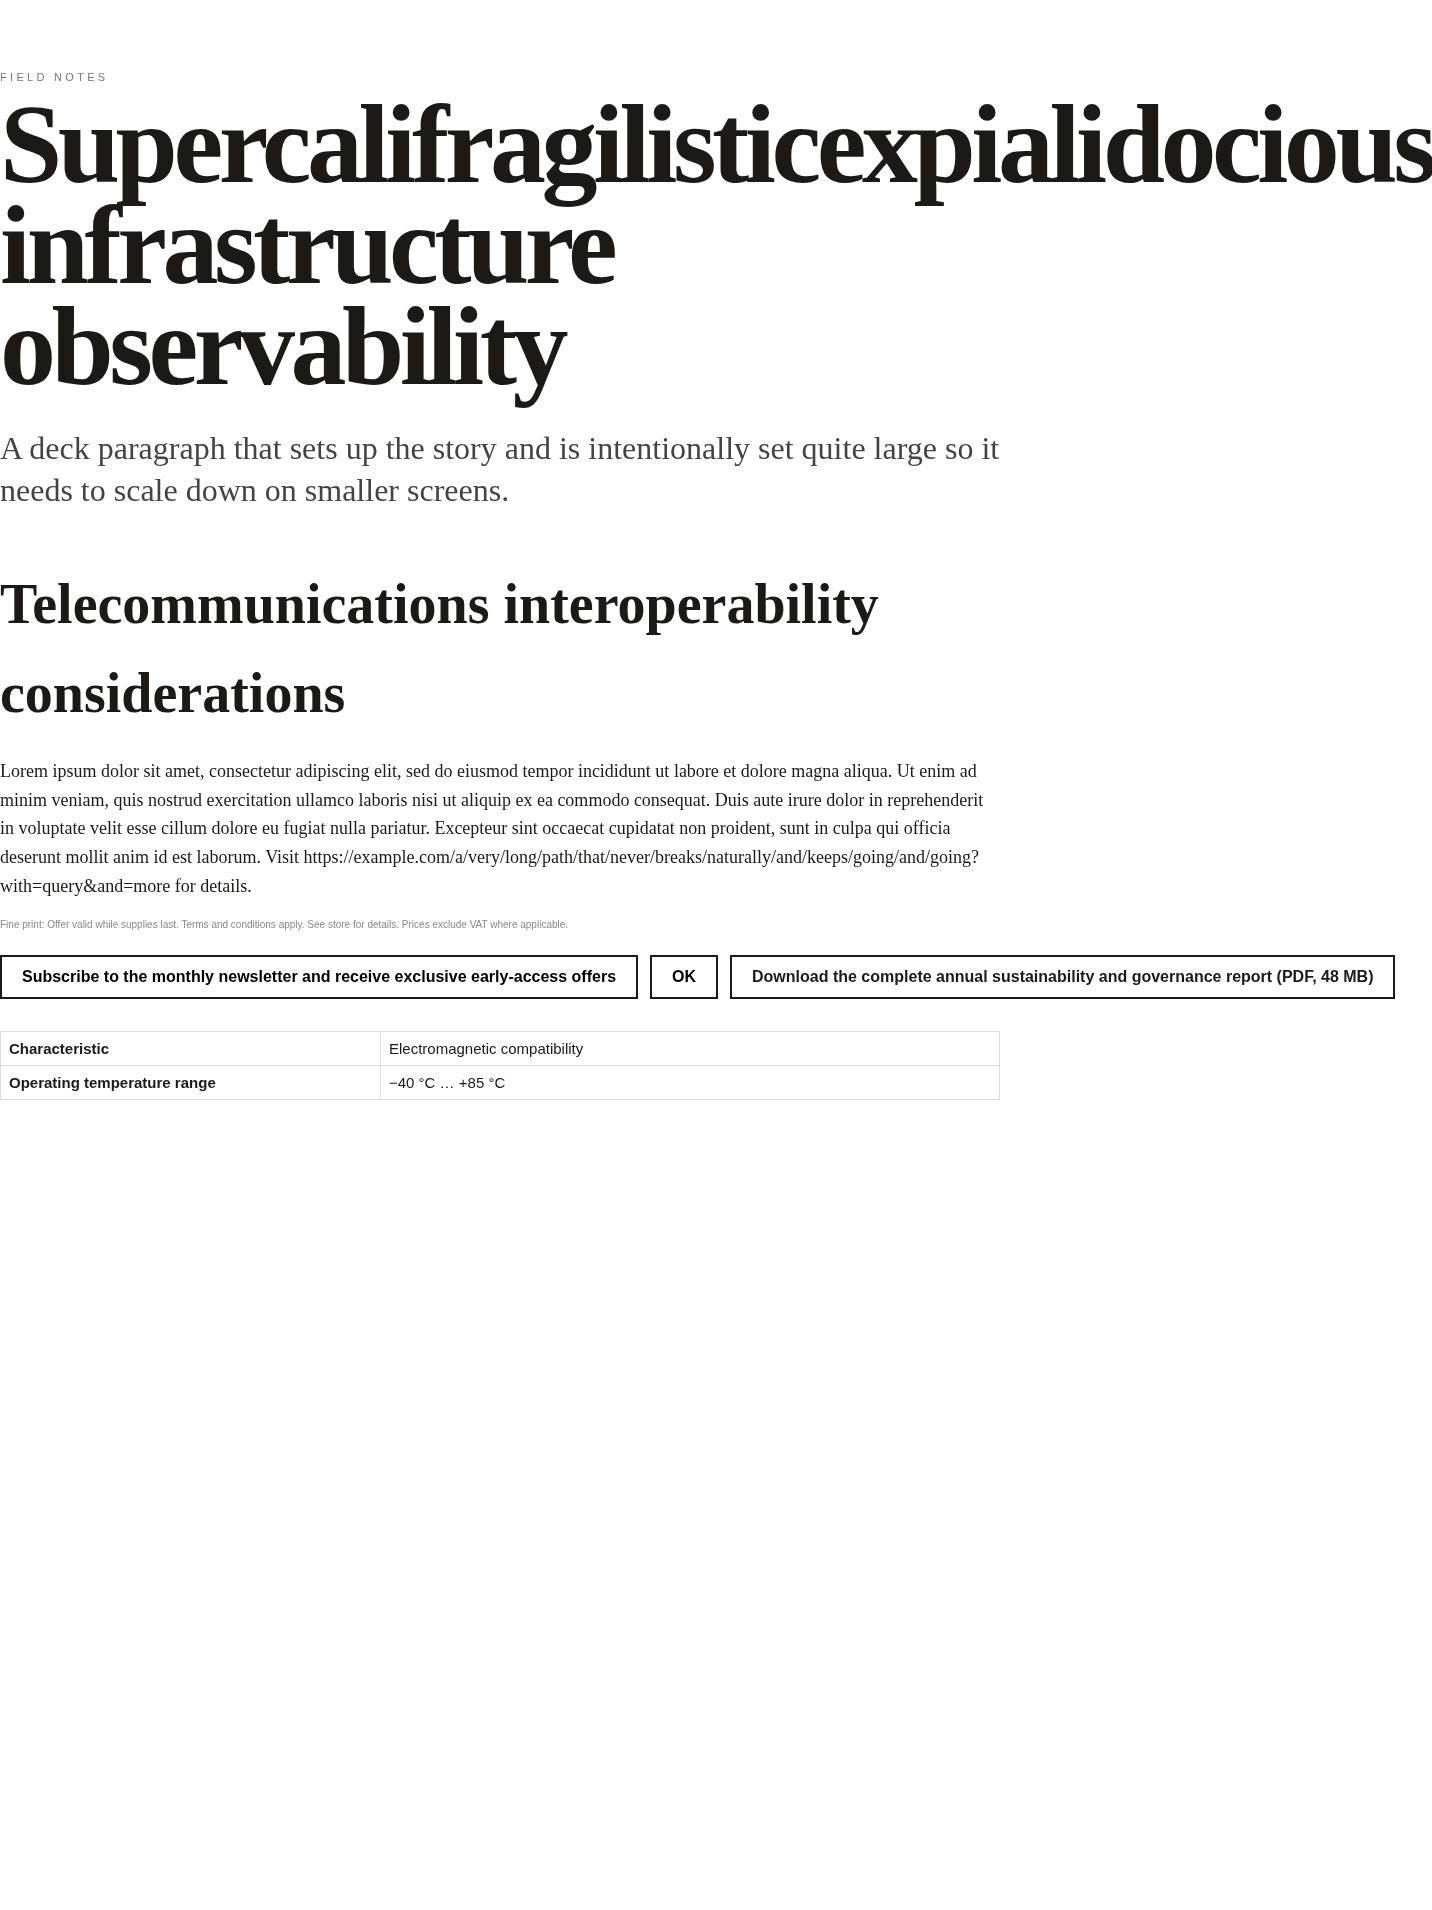 FIELD NOTES
Supercalifragilisticexpialidocious
infrastructure
observability
A deck paragraph that sets up the story and is intentionally set quite large so it
needs to scale down on smaller screens.
Telecommunications interoperability
considerations
Lorem ipsum dolor sit amet, consectetur adipiscing elit, sed do eiusmod tempor incididunt ut labore et dolore magna aliqua. Ut enim ad
minim veniam, quis nostrud exercitation ullamco laboris nisi ut aliquip ex ea commodo consequat. Duis aute irure dolor in reprehenderit
in voluptate velit esse cillum dolore eu fugiat nulla pariatur. Excepteur sint occaecat cupidatat non proident, sunt in culpa qui officia
deserunt mollit anim id est laborum. Visit https://example.com/a/very/long/path/that/never/breaks/naturally/and/keeps/going/and/going?
with=query&and=more for details.
Fine print: Offer valid while supplies last. Terms and conditions apply. See store for details. Prices exclude VAT where applicable.
Subscribe to the monthly newsletter and receive exclusive early-access offers OK Download the complete annual sustainability and governance report (PDF, 48 MB)
Characteristic Electromagnetic compatibility
Operating temperature range −40 °C … +85 °C